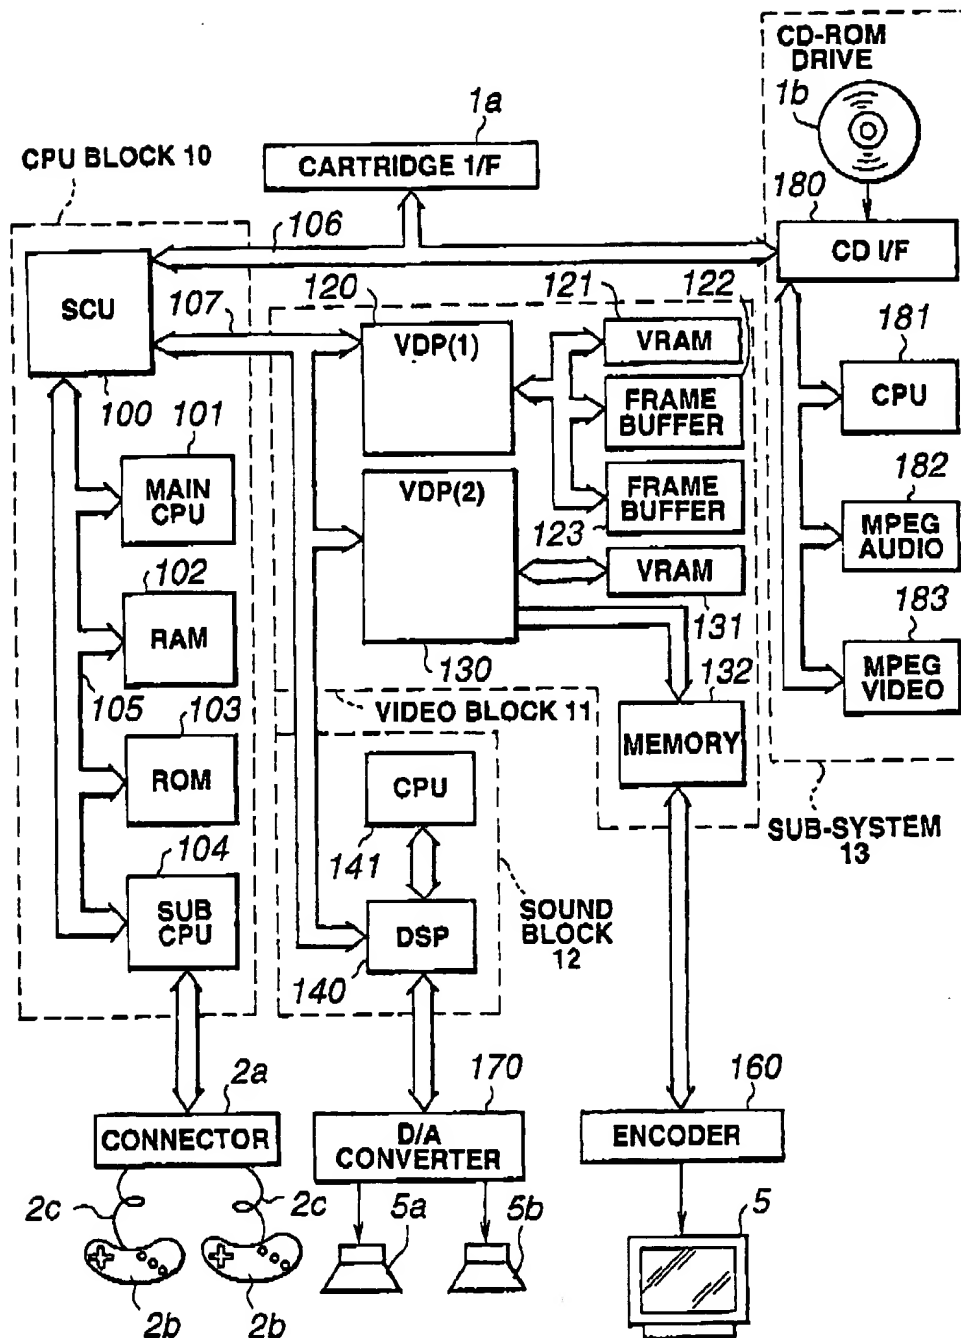 CD-ROM
DRIVE
1b
1a
CARTRIDGE 1/F
CPU BLOCK 10
180
CD I/F
106
SCU
107
100
120
VDP(1)
121
122
VRAM
FRAME
BUFFER
181
CPU
101
MAIN
CPU
VDP(2)
FRAME
BUFFER
123
182
MPEG
AUDIO
VRAM
131
102
RAM
130
183
MPEG
VIDEO
105
103
ROM
VIDEO BLOCK 11
132
MEMORY
CPU
141
SUB-SYSTEM
13
104
SUB
CPU
DSP
140
SOUND
BLOCK
12
2a
CONNECTOR
170
D/A
CONVERTER
160
ENCODER
2c
2c
5a
5b
5
2b
2b